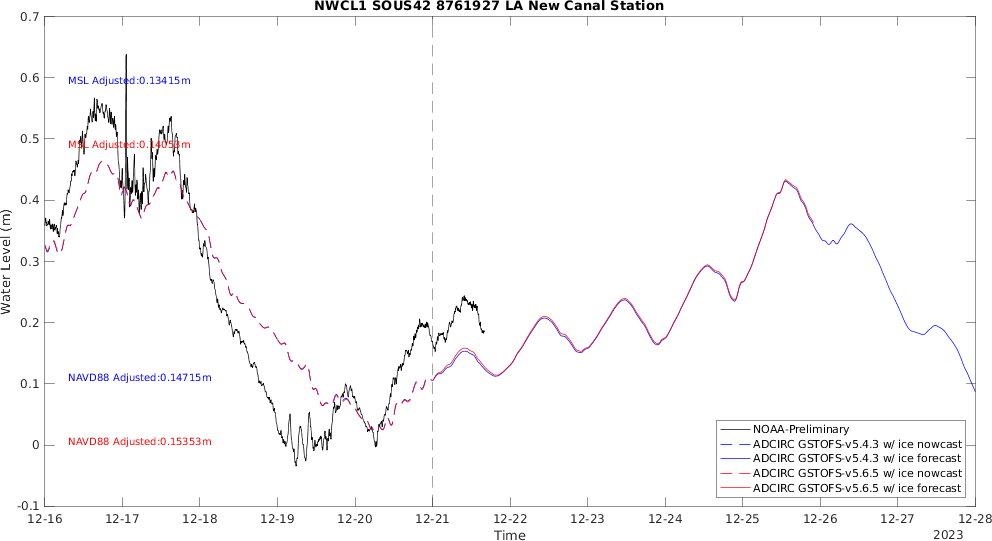 NWCL1 SOUS42 8761927 LA New Canal Station
0.7
0.6
0.5
0.4
0.3
0.2
0.1
0
-0.1
Water Level (m)
MSL Adjusted:0.13415m
MSL Adjusted:0.14053m
NAVD88 Adjusted:0.14715m
NAVD88 Adjusted:0.15353m
NOAA-Preliminary
ADCIRC GSTOFS-v5.4.3 w/ ice nowcast
ADCIRC GSTOFS-v5.4.3 w/ ice forecast
ADCIRC GSTOFS-v5.6.5 w/ ice nowcast
ADCIRC GSTOFS-v5.6.5 w/ ice forecast
12-16 12-17 12-18 12-19 12-20 12-21 12-22 12-23 12-24 12-25 12-26 12-27 12-28
Time
2023